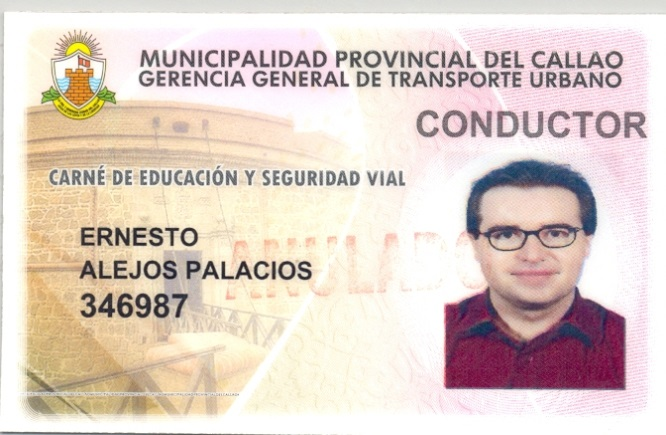 MUNICIPALIDAD PROVINCIAL DEL CALLAO
GERENCIA GENERAL DE TRANSPORTE URBANO
CONDUCTOR
CARNÉ DE EDUCACIÓN Y SEGURIDAD VIAL
ERNESTO
ALEJOS PALACIOS
346987
ANULADO